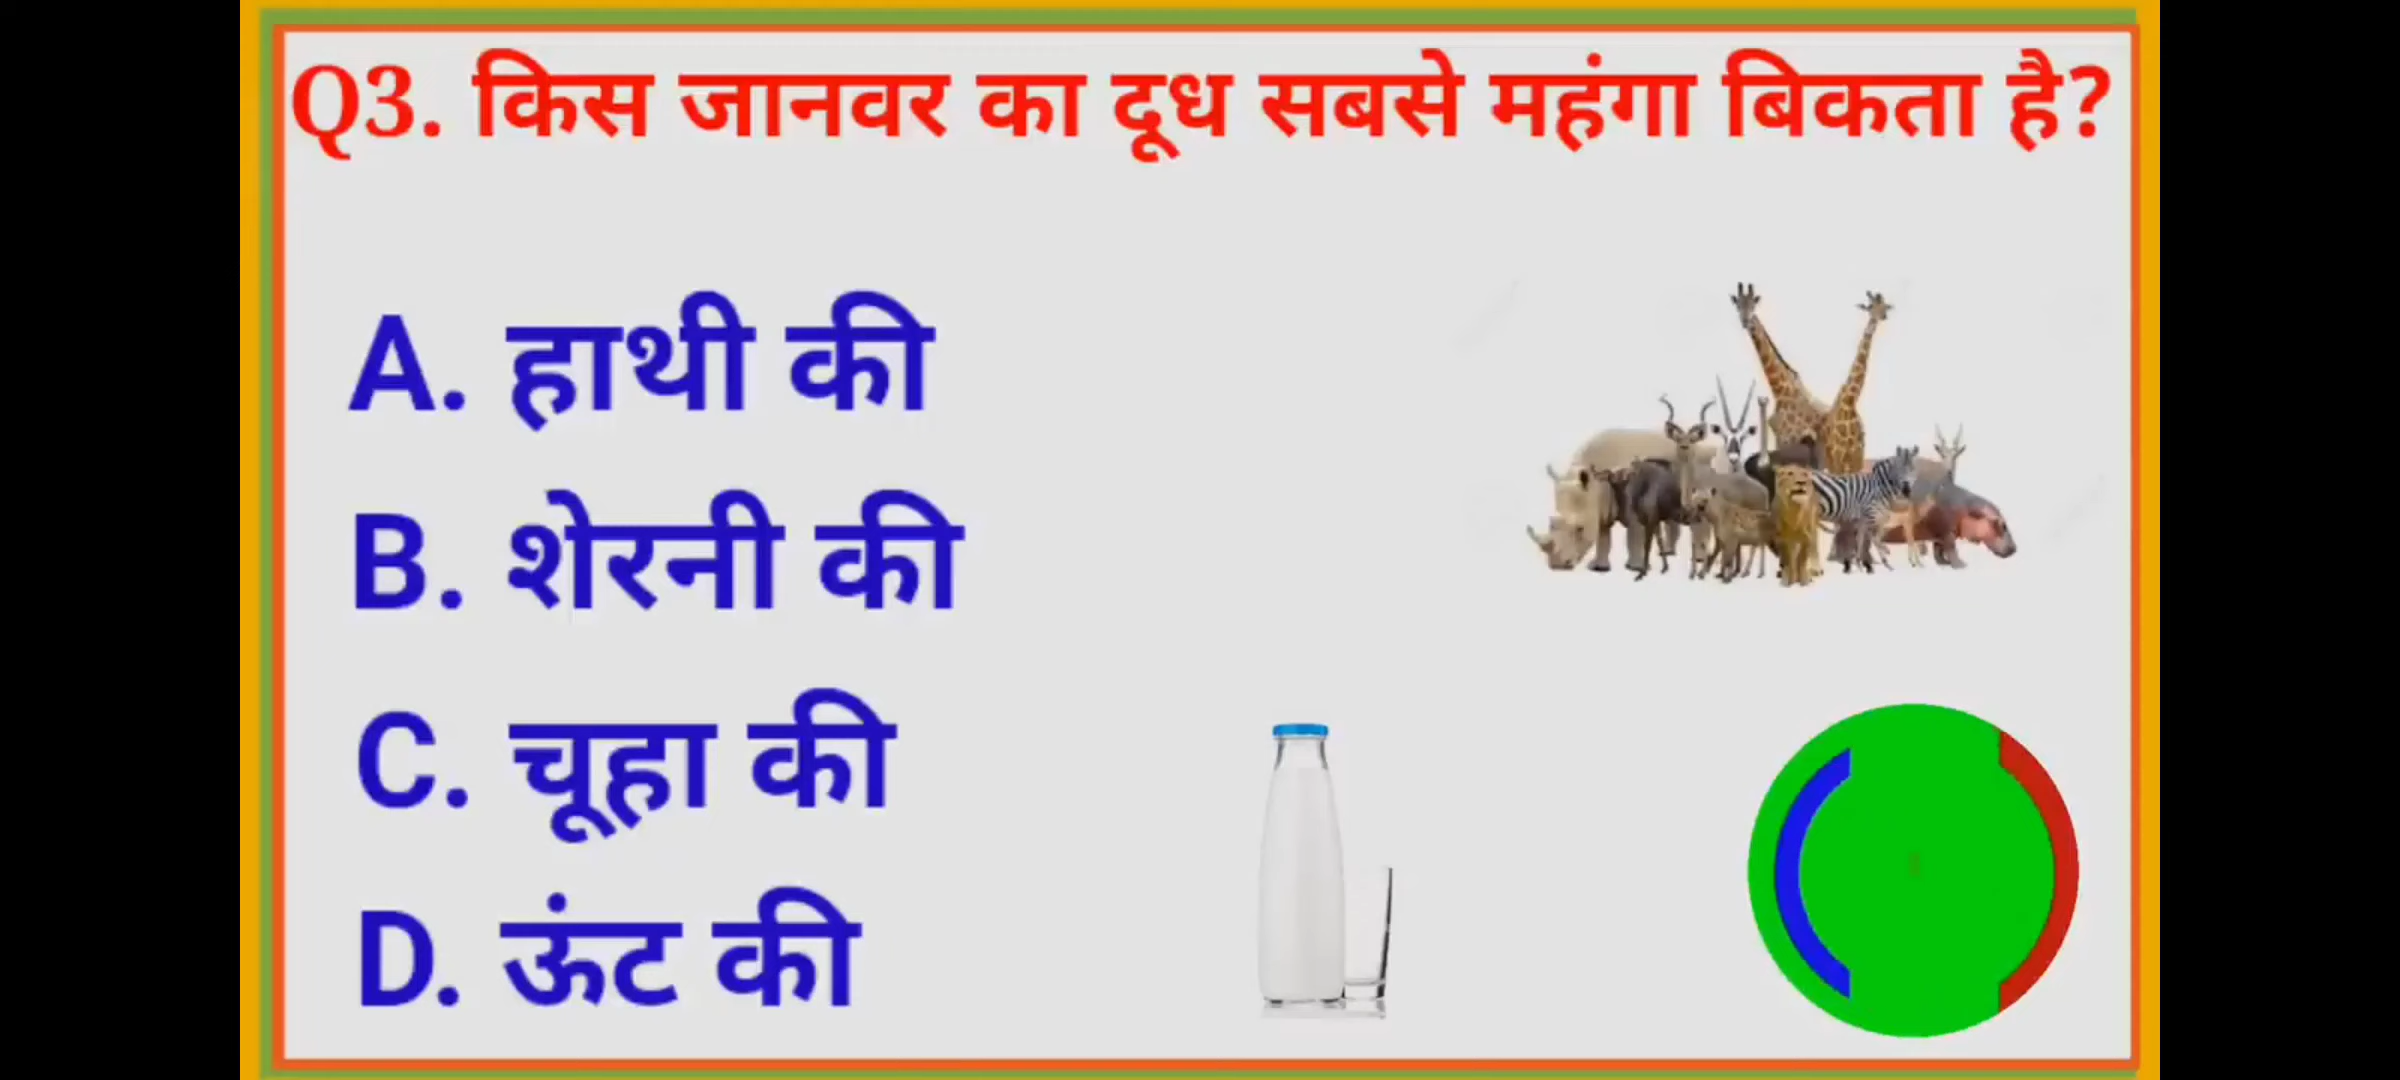 Q3. किस जानवर का दूध सबसे महंगा बिकता है?
A. हाथी की
B. शेरनी की
C. चूहा की
D. ऊंट की